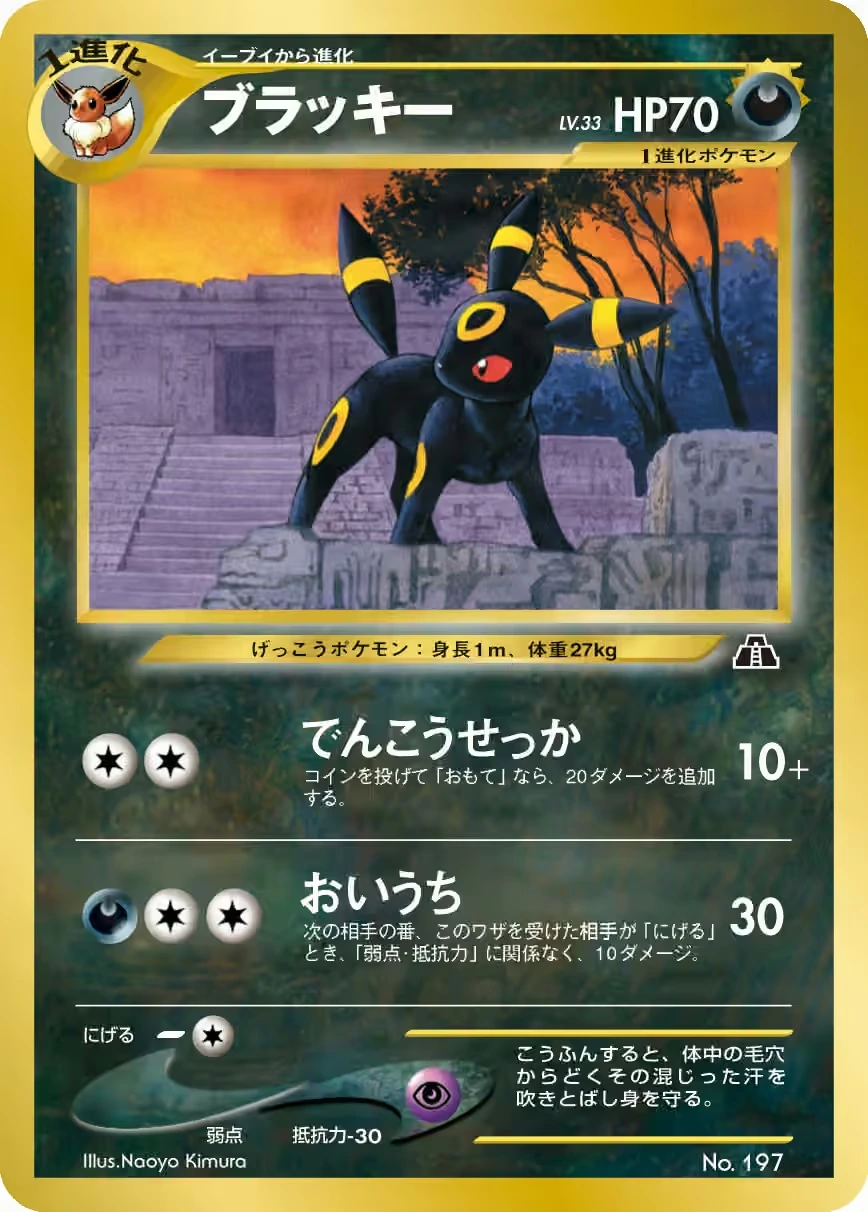 1進化
イーブイから進化
ブラッキー
LV.33 HP70
1進化ポケモン
げっこうポケモン：身長1m、体重27kg
でんこうせっか
10+
コインを投げて「おもて」なら、20ダメージを追加
する。
おいうち
30
次の相手の番、このワザを受けた相手が「にげる」
とき、「弱点・抵抗力」に関係なく、10ダメージ。
にげる
弱点
抵抗力-30
こうふんすると、体中の毛穴
からどくその混じった汗を
吹きとばし身を守る。
Illus.Naoyo Kimura
No. 197